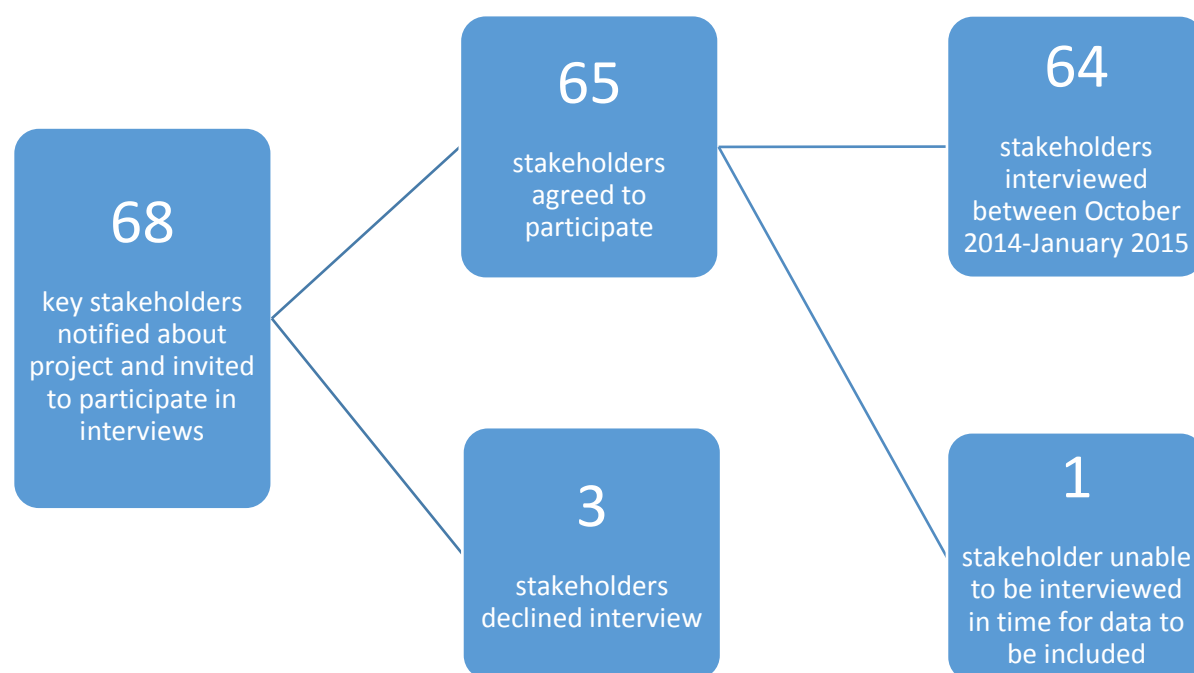 68
key stakeholders
notified about
project and invited
to participate in
interviews
65
stakeholders
agreed to
participate
3
stakeholders
declined interview
64
stakeholders
interviewed
between October
2014-January 2015
1
stakeholder unable
to be interviewed
in time for data to
be included